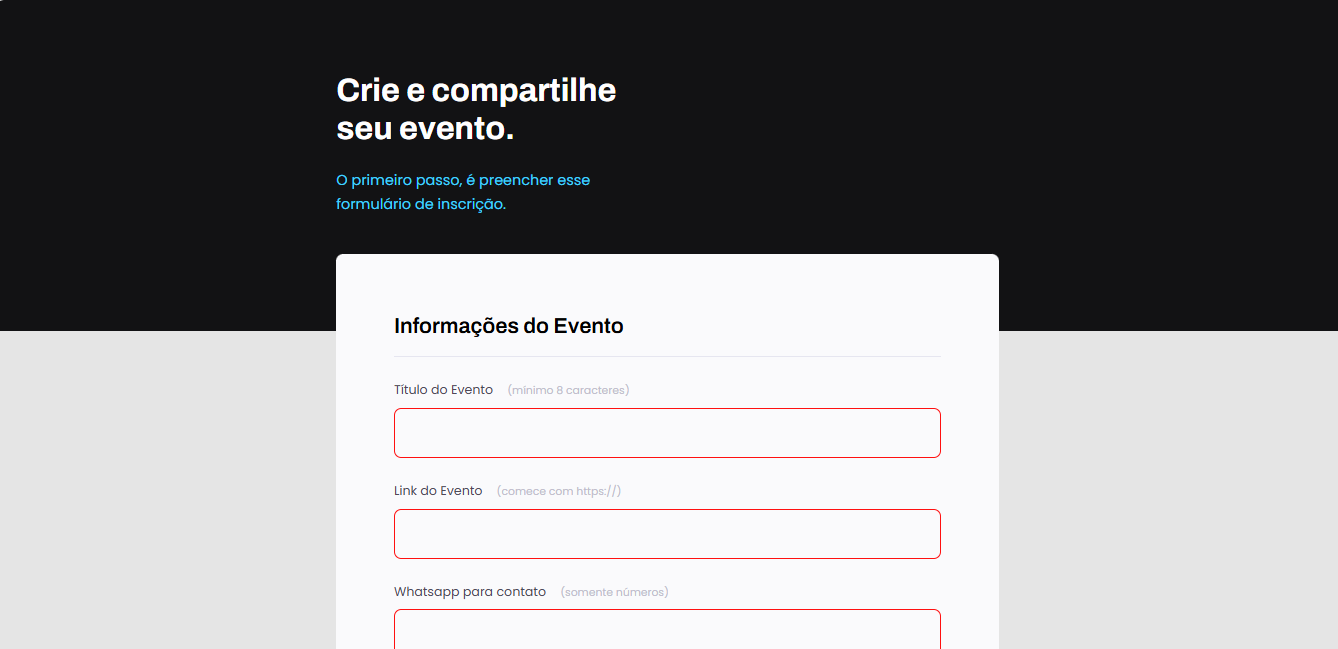 Crie e compartilhe
seu evento.
O primeiro passo, é preencher esse
formulário de inscrição.
Informações do Evento
Título do Evento (mínimo 8 caracteres)
Link do Evento (comece com https://)
Whatsapp para contato (somente números)